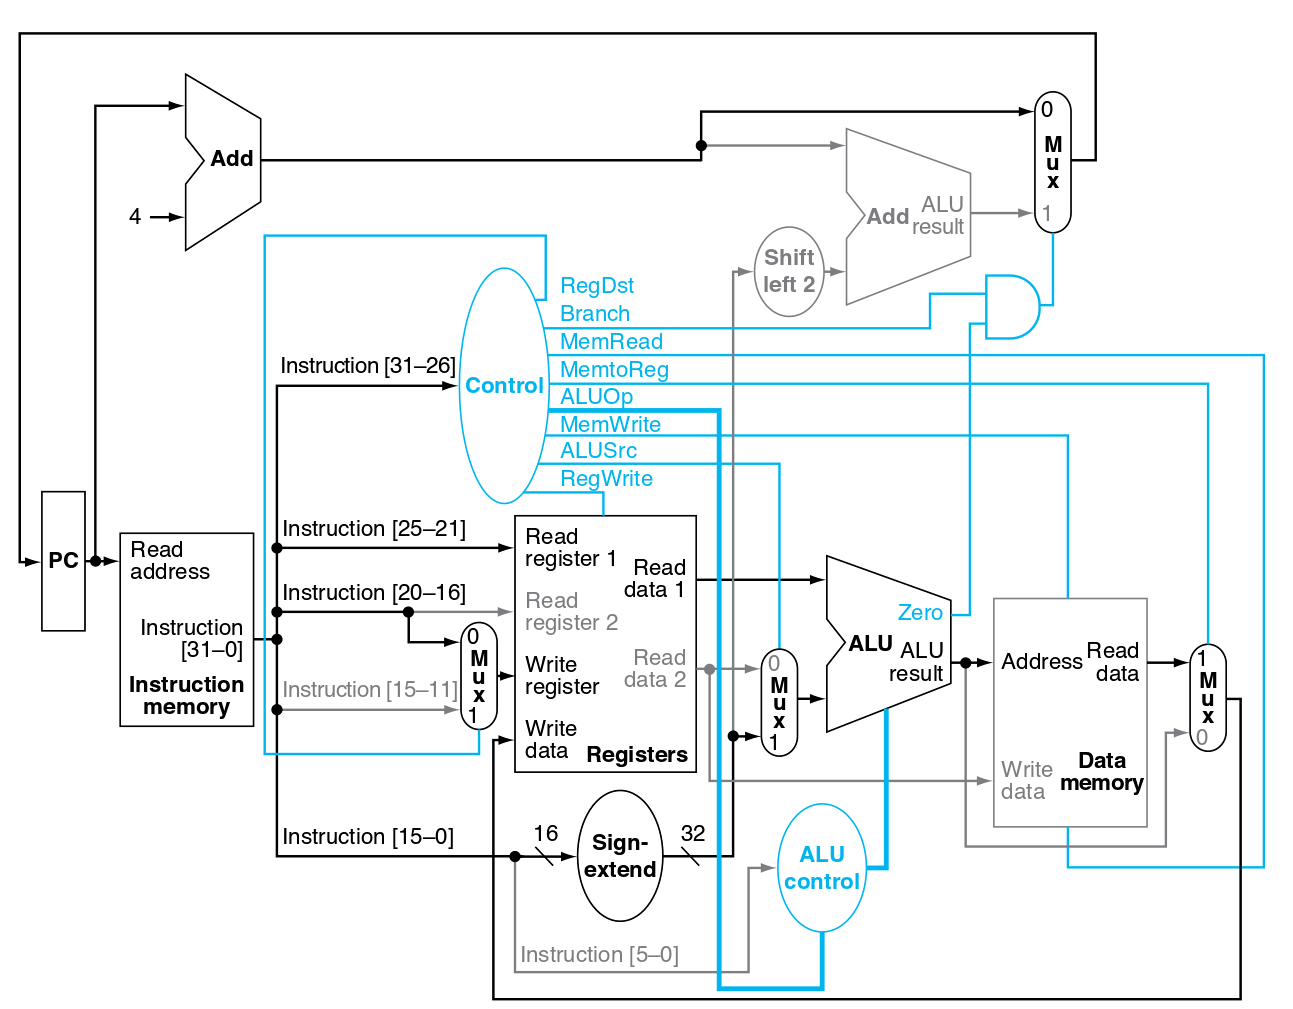 0
M
u
x
1
Add
ALU
result
Add
4
Shift
left 2
RegDst
Branch
MemRead
MemtoReg
ALUOp
MemWrite
ALUSrc
RegWrite
Control
Instruction [31–26]
Instruction [25–21]
Instruction [20–16]
Instruction [15–11]
Instruction [15–0]
Instruction [5–0]
PC
Read
address
Instruction
[31–0]
Instruction
memory
0
M
u
x
1
Read
register 1
Read
register 2
Write
register
Write
data
Read
data 1
Read
data 2
Registers
0
M
u
x
1
Zero
ALU
ALU
result
Address
Read
data
Write
data
Data
memory
1
M
u
x
0
16
Sign-
extend
32
ALU
control